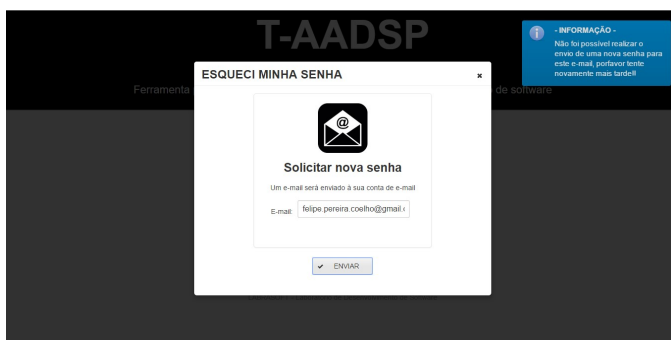 T-AADSP
- INFORMAÇÃO -
Não foi possível realizar o
envio de uma nova senha para
este e-mail, porfavor tente
novamente mais tarde!!
Ferramenta
de software
ESQUECI MINHA SENHA
@
Solicitar nova senha
Um e-mail será enviado à sua conta de e-mail
E-mail:
felipe.pereira.coelho@gmail.c
ENVIAR